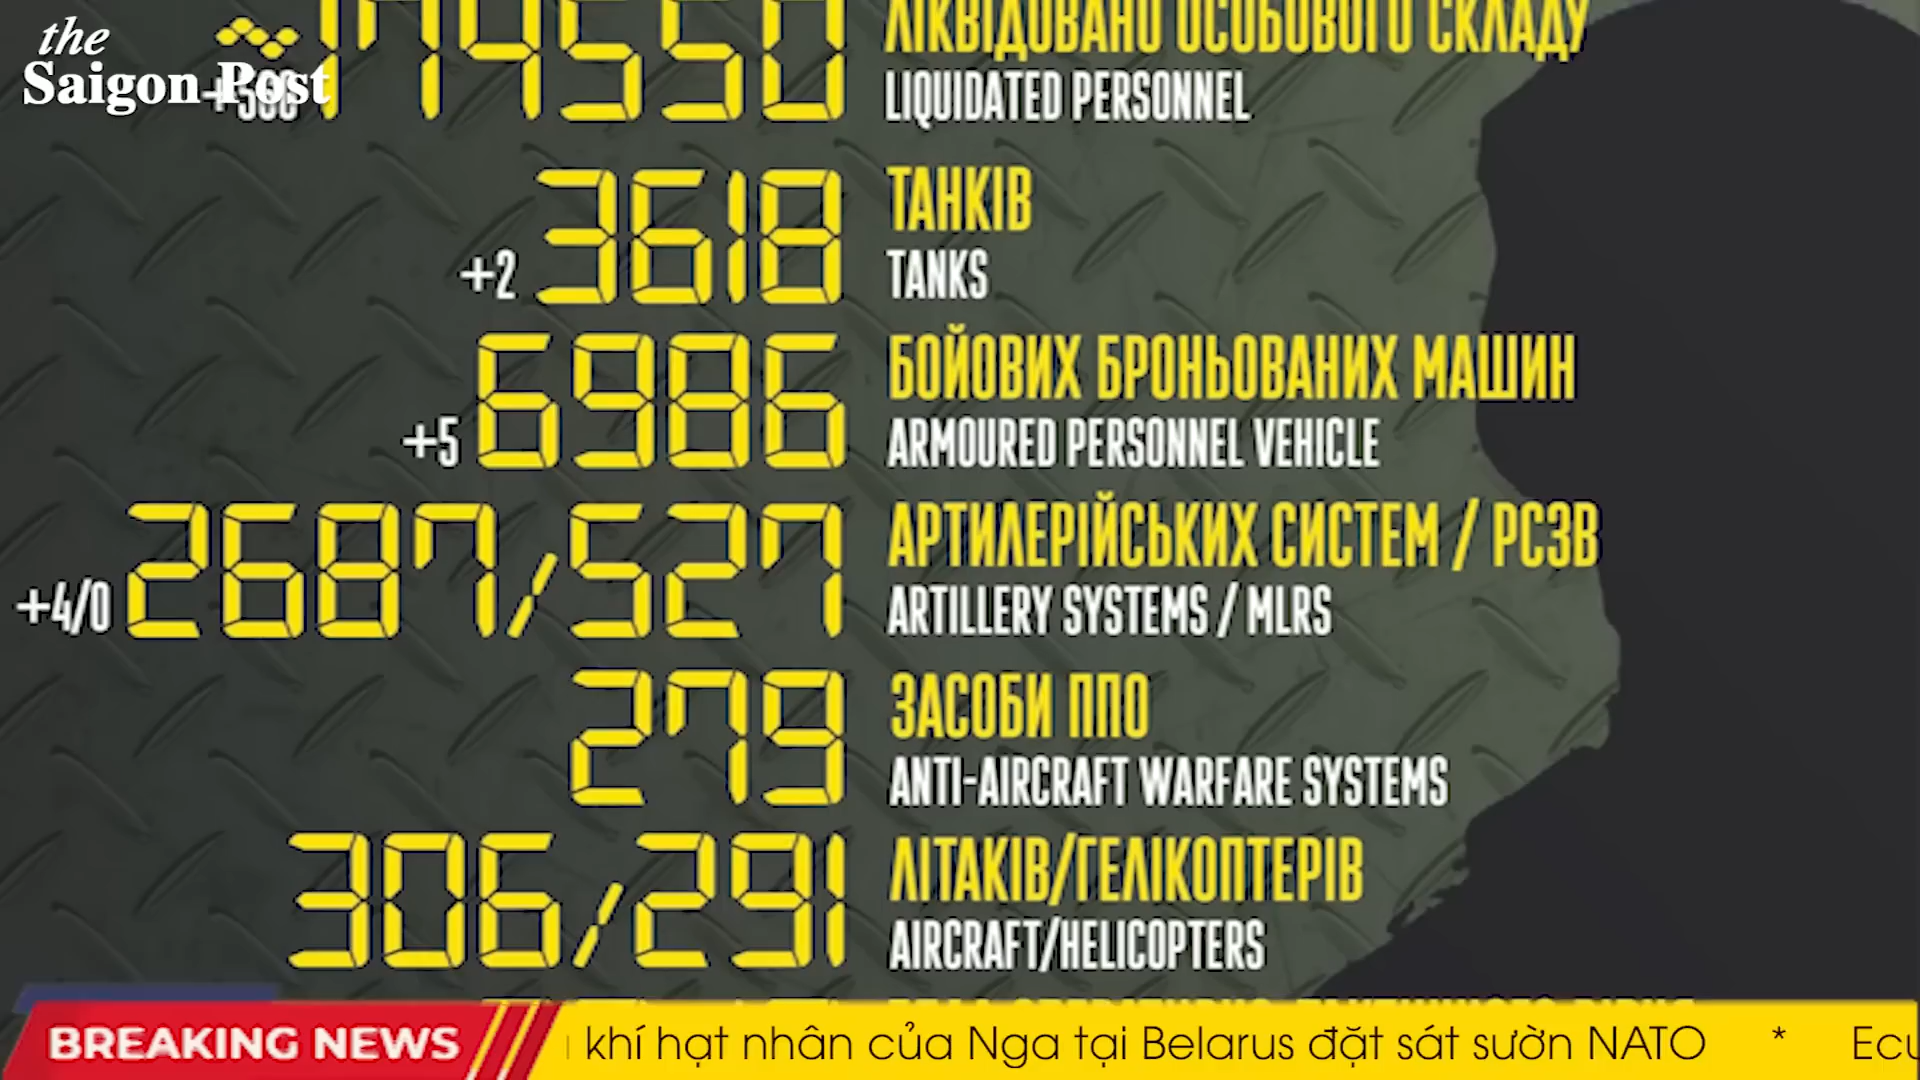 the
Saigon Post
≈174550 ЛІКВІДОВАНО ОСОБОВОГО СКЛАДУ
LIQUIDATED PERSONNEL
+2 3618 ТАНКІВ
TANKS
+5 6986 БОЙОВИХ БРОНЬОВАНИХ МАШИН
ARMOURED PERSONNEL VEHICLE
+4/0 2687/527 АРТИЛЕРІЙСЬКИХ СИСТЕМ / РСЗВ
ARTILLERY SYSTEMS / MLRS
279 ЗАСОБИ ППО
ANTI-AIRCRAFT WARFARE SYSTEMS
306/291 ЛІТАКІВ/ГЕЛІКОПТЕРІВ
AIRCRAFT/HELICOPTERS
BREAKING NEWS khí hạt nhân của Nga tại Belarus đặt sát sườn NATO *